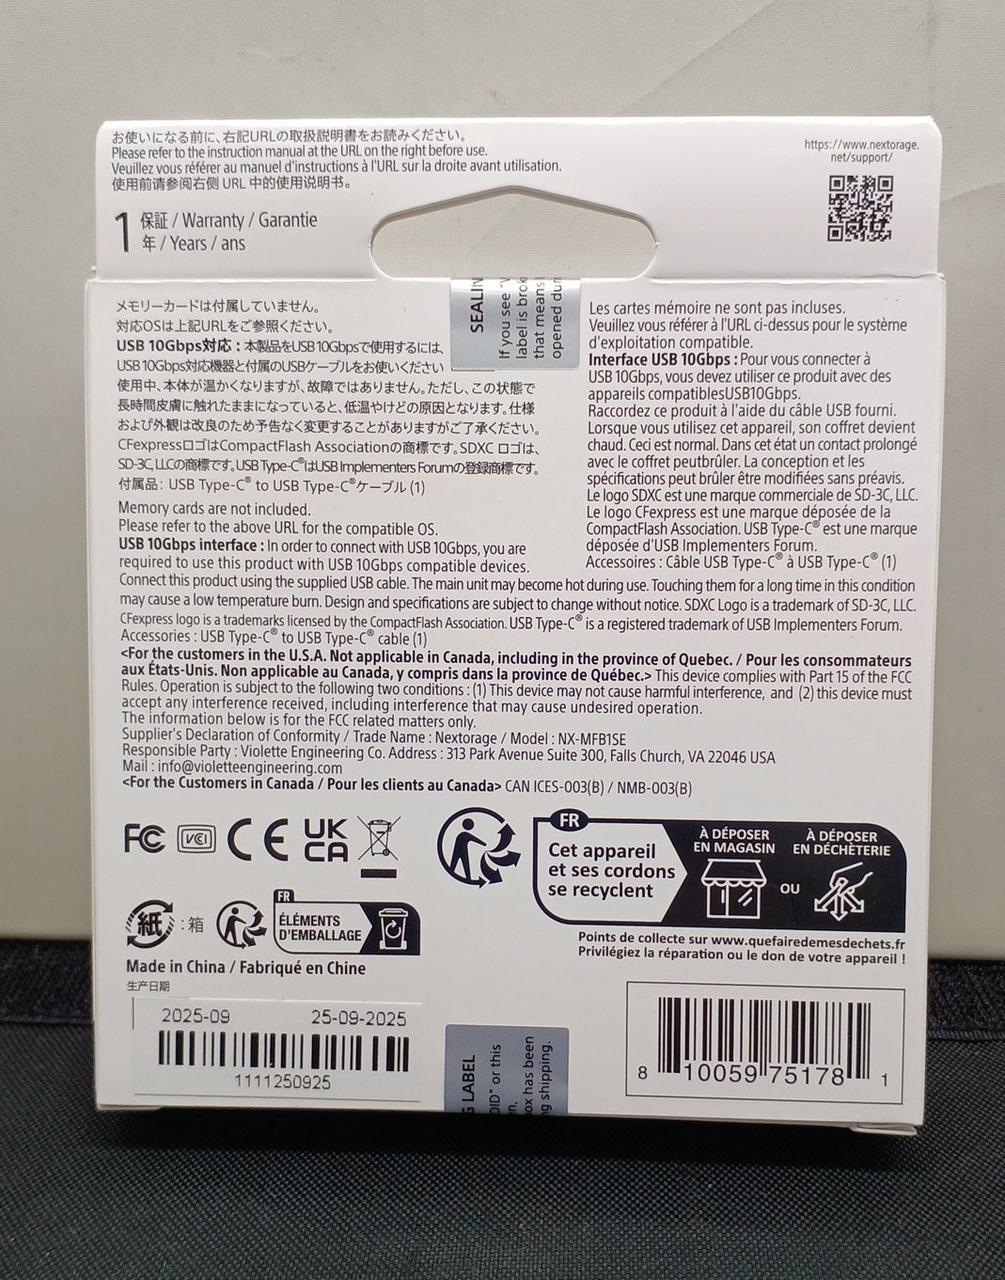 お使いになる前に、右記URLの取扱説明書をお読みください。
Please refer to the instruction manual at the URL on the right before use.
Veuillez vous référer au manuel d'instructions à l'URL sur la droite avant utilisation.
使用前请参阅右侧 URL 中的使用说明书。
https://www.nextorage.
net/support/
1 保証 / Warranty / Garantie
年 / Years / ans
SEALIN
If you see "V
label is brok
that means
opened duri
メモリーカードは付属していません。
対応OSは上記URLをご参照ください。
USB 10Gbps対応：本製品をUSB 10Gbpsで使用するには、
USB 10Gbps対応機器と付属のUSBケーブルをお使いください
使用中、本体が温かくなりますが、故障ではありません。ただし、この状態で
長時間皮膚に触れたままになっていると、低温やけどの原因となります。仕様
および外観は改良のため予告なく変更することがありますがご了承ください。
CFexpressロゴはCompactFlash Associationの商標です。SDXC ロゴは、
SD-3C, LLCの商標です。USB Type-C®はUSB Implementers Forumの登録商標です。
付属品：USB Type-C® to USB Type-C®ケーブル (1)
Memory cards are not included.
Please refer to the above URL for the compatible OS.
USB 10Gbps interface : In order to connect with USB 10Gbps, you are
required to use this product with USB 10Gbps compatible devices.
Connect this product using the supplied USB cable. The main unit may become hot during use. Touching them for a long time in this condition
may cause a low temperature burn. Design and specifications are subject to change without notice. SDXC Logo is a trademark of SD-3C, LLC.
CFexpress logo is a trademarks licensed by the CompactFlash Association. USB Type-C® is a registered trademark of USB Implementers Forum.
Accessories : USB Type-C® to USB Type-C® cable (1)
Les cartes mémoire ne sont pas incluses.
Veuillez vous référer à l'URL ci-dessus pour le système
d'exploitation compatible.
Interface USB 10Gbps : Pour vous connecter à
USB 10Gbps, vous devez utiliser ce produit avec des
appareils compatiblesUSB10Gbps.
Raccordez ce produit à l'aide du câble USB fourni.
Lorsque vous utilisez cet appareil, son coffret devient
chaud. Ceci est normal. Dans cet état un contact prolongé
avec le coffret peutbrûler. La conception et les
spécifications peut brûler être modifiées sans préavis.
Le logo SDXC est une marque commerciale de SD-3C, LLC.
Le logo CFexpress est une marque déposée de la
CompactFlash Association. USB Type-C® est une marque
déposée d'USB Implementers Forum.
Accessoires : Câble USB Type-C® à USB Type-C® (1)
<For the customers in the U.S.A. Not applicable in Canada, including in the province of Quebec. / Pour les consommateurs
aux États-Unis. Non applicable au Canada, y compris dans la province de Québec.> This device complies with Part 15 of the FCC
Rules. Operation is subject to the following two conditions : (1) This device may not cause harmful interference, and (2) this device must
accept any interference received, including interference that may cause undesired operation.
The information below is for the FCC related matters only.
Supplier's Declaration of Conformity / Trade Name : Nextorage / Model : NX-MFB1SE
Responsible Party : Violette Engineering Co. Address : 313 Park Avenue Suite 300, Falls Church, VA 22046 USA
Mail : info@violetteengineering.com
<For the Customers in Canada / Pour les clients au Canada> CAN ICES-003(B) / NMB-003(B)
FC VCI CE UK
CA
FR
Cet appareil
et ses cordons
se recyclent
À DÉPOSER
EN MAGASIN
OU
À DÉPOSER
EN DÉCHÈTERIE
Points de collecte sur www.quefairedemesdechets.fr
Privilégiez la réparation ou le don de votre appareil !
紙：箱
FR
ÉLÉMENTS
D'EMBALLAGE
Made in China / Fabriqué en Chine
生产日期
2025-09 25-09-2025
1111250925
G LABEL
OID" or this
en,
ox has been
ng shipping.
8 10059 75178 1